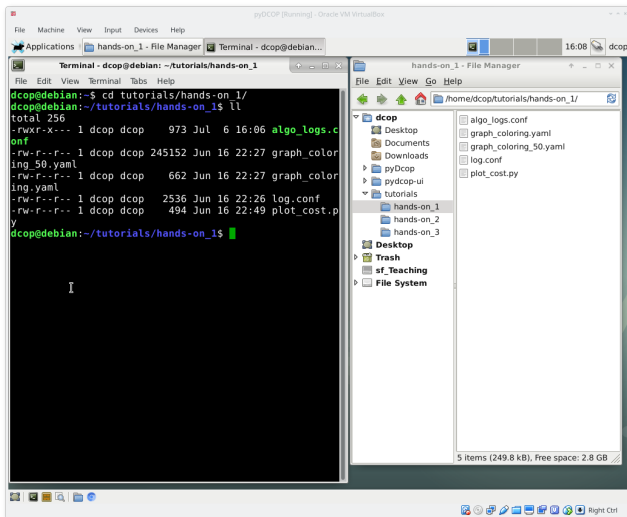 pyDCOP [Running] - Oracle VM VirtualBox
File Machine View Input Devices Help
Applications hands-on_1 - File Manager Terminal - dcop@debian... 16:08 dcop
Terminal - dcop@debian: ~/tutorials/hands-on_1
File Edit View Terminal Tabs Help
dcop@debian:~$ cd tutorials/hands-on_1/
dcop@debian:~/tutorials/hands-on_1$ ll
total 256
-rwxr-x--- 1 dcop dcop 973 Jul 6 16:06 algo_logs.c
onf
-rw-r--r-- 1 dcop dcop 245152 Jun 16 22:27 graph_color
ing_50.yaml
-rw-r--r-- 1 dcop dcop 662 Jun 16 22:27 graph_color
ing.yaml
-rw-r--r-- 1 dcop dcop 2536 Jun 16 22:26 log.conf
-rw-r--r-- 1 dcop dcop 494 Jun 16 22:49 plot_cost.p
y
dcop@debian:~/tutorials/hands-on_1$
hands-on_1 - File Manager
File Edit View Go Help
/home/dcop/tutorials/hands-on_1/
dcop
Desktop
Documents
Downloads
pyDcop
pydcop-ui
tutorials
hands-on_1
hands-on_2
hands-on_3
Desktop
Trash
sf_Teaching
File System
algo_logs.conf
graph_coloring.yaml
graph_coloring_50.yaml
log.conf
plot_cost.py
5 items (249.8 kB), Free space: 2.8 GB
Right Ctrl